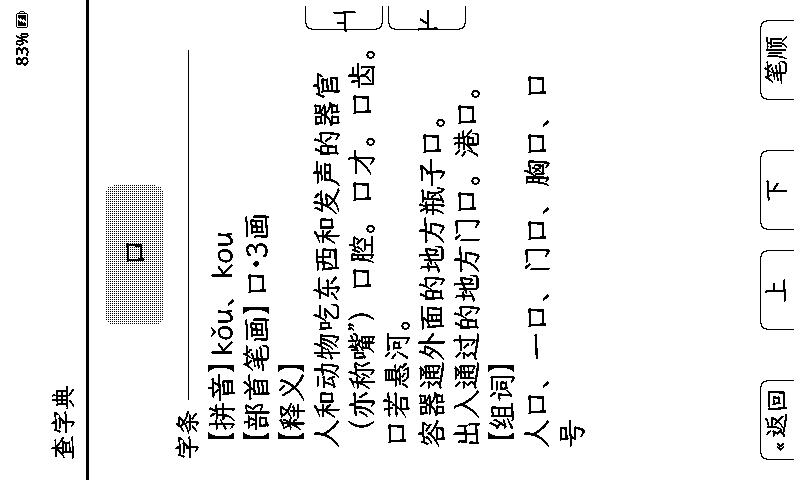 查字典 83%
口
字条
【拼音】kǒu、kou
【部首笔画】口·3画
【释义】
人和动物吃东西和发声的器官
（亦称嘴”）口腔。口才。口齿。
口若悬河。
容器通外面的地方瓶子口。
出入通过的地方门口。港口。
【组词】
人口、一口、门口、胸口、口
号
«返回 上 下 笔顺